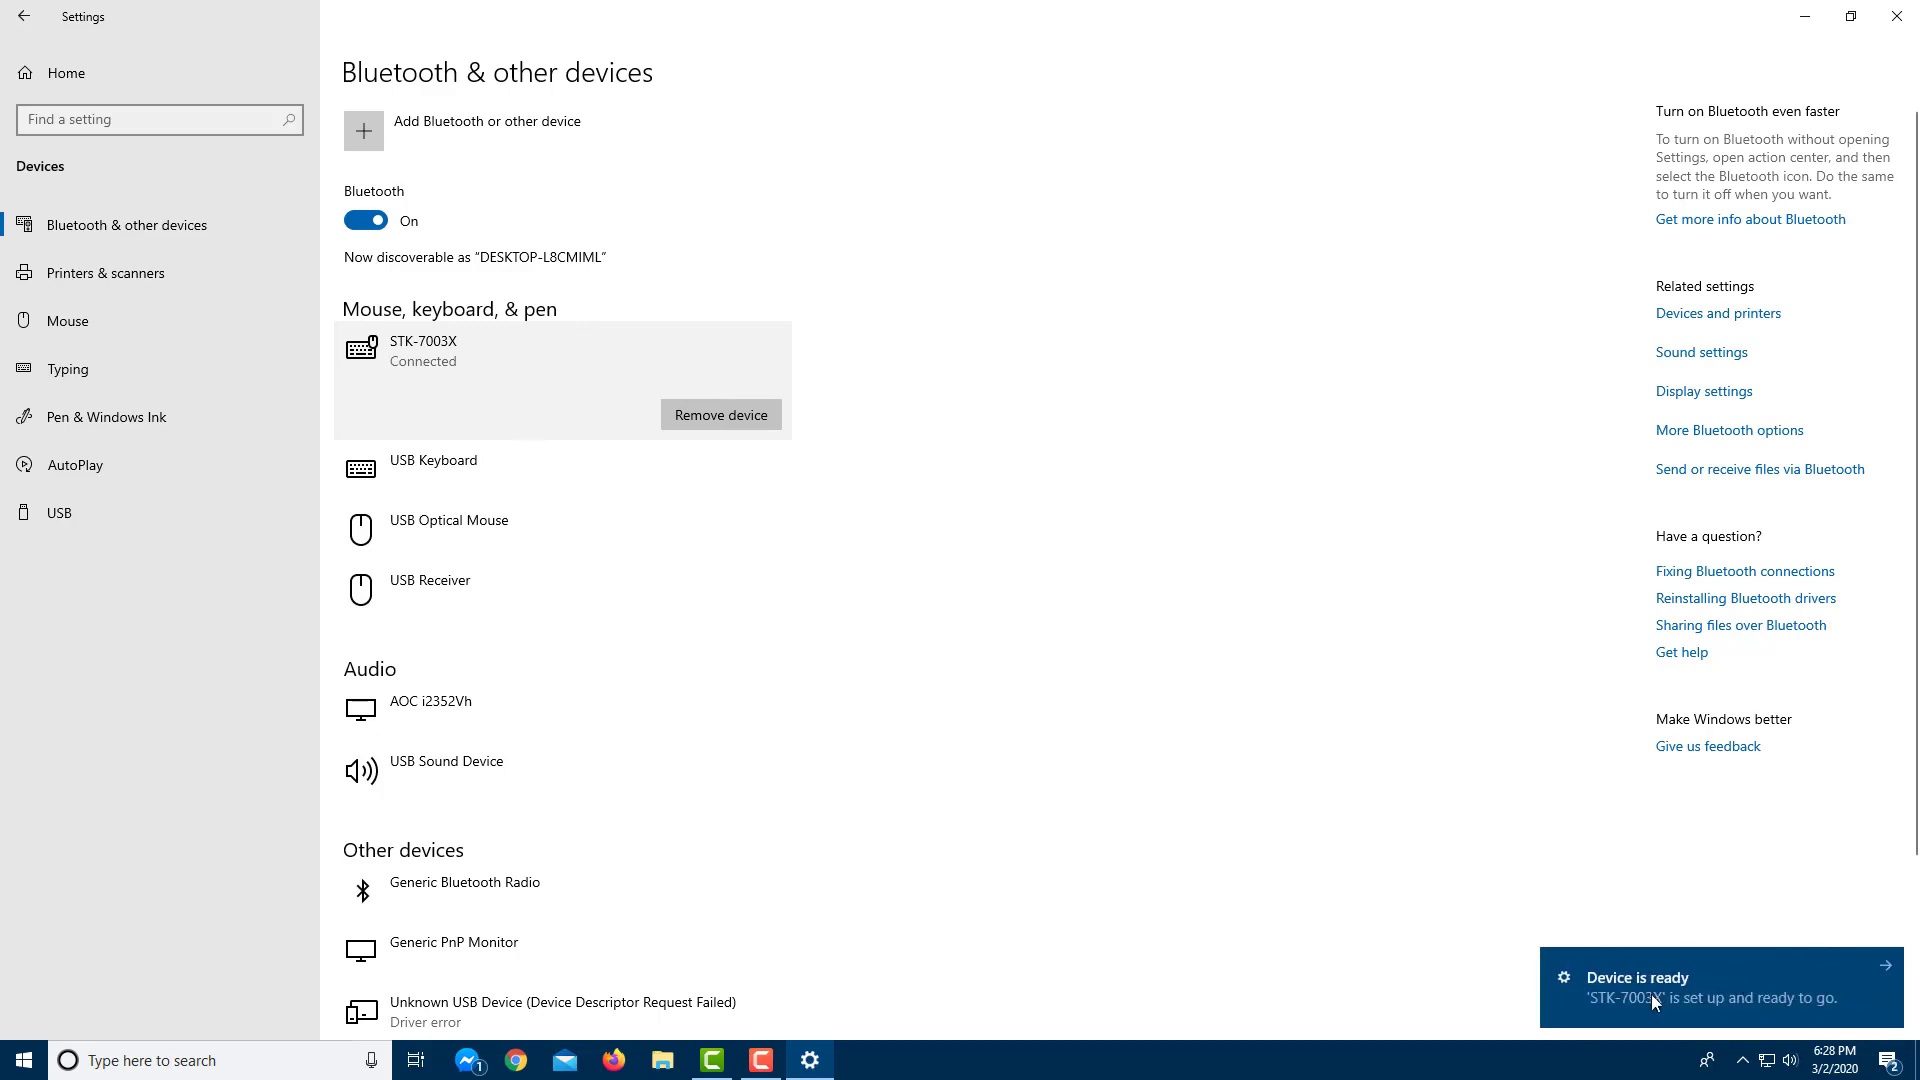 Settings
Home
Find a setting
Devices
Bluetooth & other devices
Printers & scanners
Mouse
Typing
Pen & Windows Ink
AutoPlay
USB
Bluetooth & other devices
Add Bluetooth or other device
Bluetooth
On
Now discoverable as “DESKTOP-L8CMIML”
Mouse, keyboard, & pen
STK-7003X
Connected
Remove device
USB Keyboard
USB Optical Mouse
USB Receiver
Audio
AOC i2352Vh
USB Sound Device
Other devices
Generic Bluetooth Radio
Generic PnP Monitor
Unknown USB Device (Device Descriptor Request Failed)
Driver error
Turn on Bluetooth even faster
To turn on Bluetooth without opening
Settings, open action center, and then
select the Bluetooth icon. Do the same
to turn it off when you want.
Get more info about Bluetooth
Related settings
Devices and printers
Sound settings
Display settings
More Bluetooth options
Send or receive files via Bluetooth
Have a question?
Fixing Bluetooth connections
Reinstalling Bluetooth drivers
Sharing files over Bluetooth
Get help
Make Windows better
Give us feedback
Device is ready
'STK-7003X' is set up and ready to go.
Type here to search
1
6:28 PM
3/2/2020
2